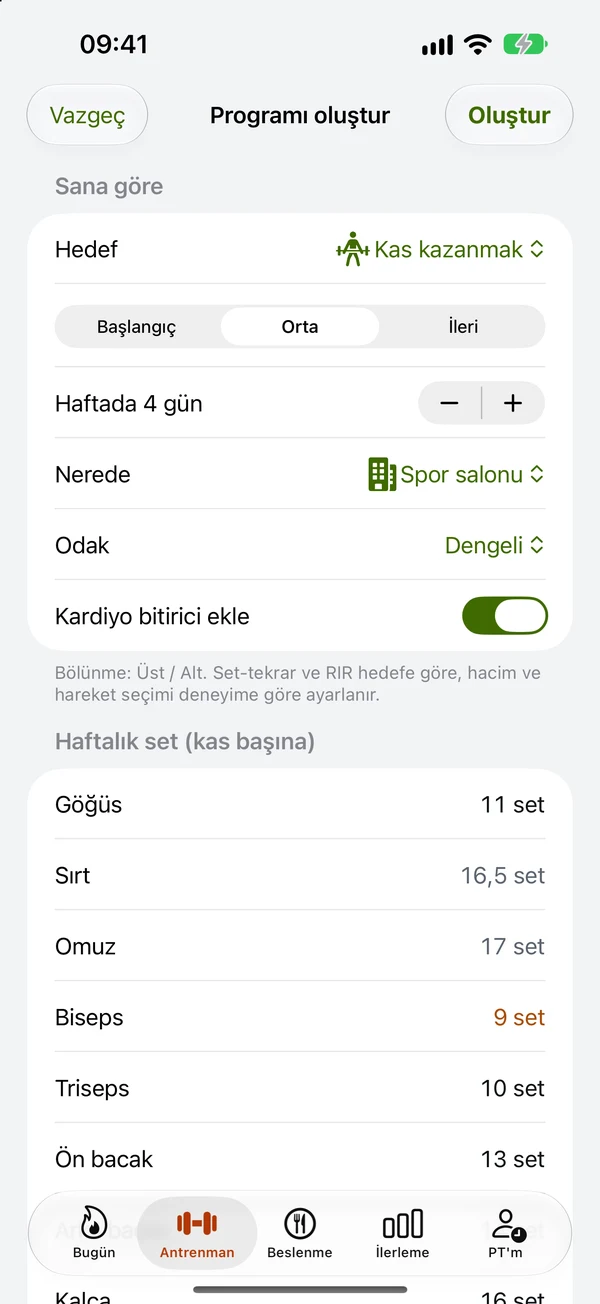 09:41
Vazgeç
Programı oluştur
Oluştur
Sana göre
Hedef
Kas kazanmak
Başlangıç
Orta
İleri
Haftada 4 gün
Nerede
Spor salonu
Odak
Dengeli
Kardiyo bitirici ekle
Bölünme: Üst / Alt. Set-tekrar ve RIR hedefe göre, hacim ve
hareket seçimi deneyime göre ayarlanır.
Haftalık set (kas başına)
Göğüs
11 set
Sırt
16,5 set
Omuz
17 set
Biseps
9 set
Triseps
10 set
Ön bacak
13 set
Bugün
Antrenman
Beslenme
İlerleme
PT'm
Kalça
16 set